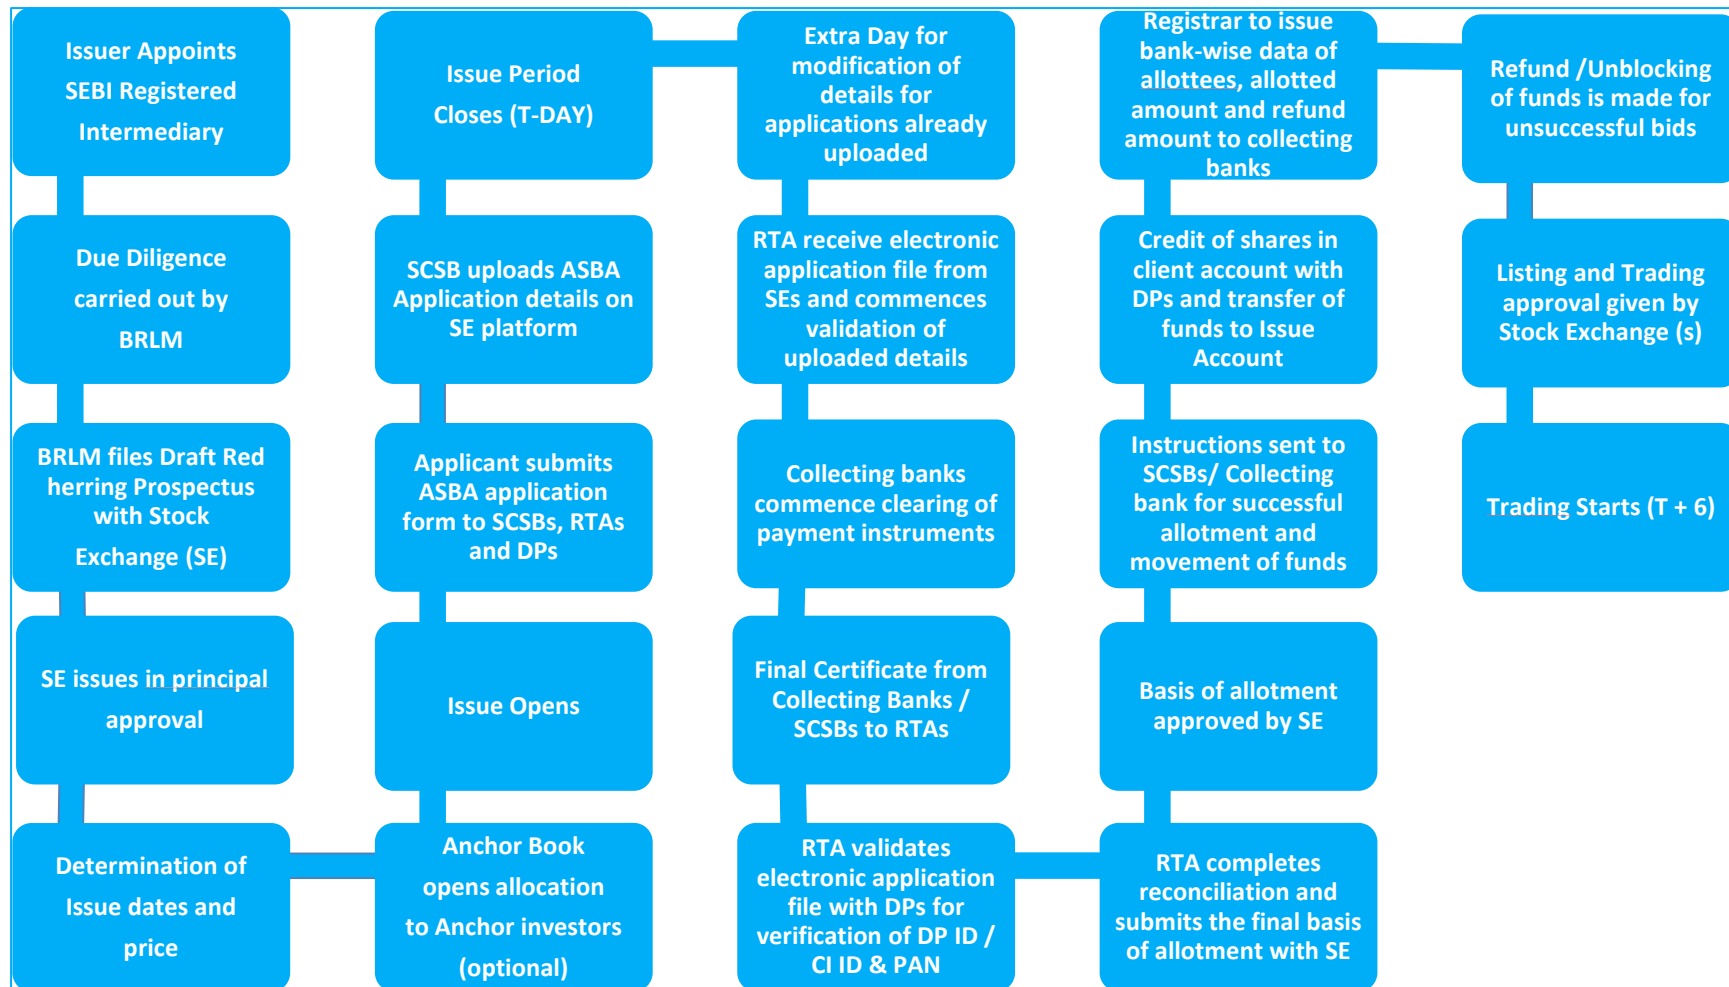 Issuer Appoints
SEBI Registered
Intermediary
Due Diligence
carried out by
BRLM
BRLM files Draft Red
herring Prospectus
with Stock
Exchange (SE)
SE issues in principal
approval
Determination of
Issue dates and
price
Anchor Book
opens allocation
to Anchor investors
(optional)
Issue Opens
Applicant submits
ASBA application
form to SCSBs, RTAs
and DPs
SCSB uploads ASBA
Application details on
SE platform
Issue Period
Closes (T-DAY)
Extra Day for
modification of
details for
applications already
uploaded
RTA receive electronic
application file from
SEs and commences
validation of
uploaded details
Collecting banks
commence clearing of
payment instruments
Final Certificate from
Collecting Banks /
SCSBs to RTAs
RTA validates
electronic application
file with DPs for
verification of DP ID /
CI ID & PAN
RTA completes
reconciliation and
submits the final basis
of allotment with SE
Basis of allotment
approved by SE
Instructions sent to
SCSBs/ Collecting
bank for successful
allotment and
movement of funds
Credit of shares in
client account with
DPs and transfer of
funds to Issue
Account
Registrar to issue
bank-wise data of
allottees, allotted
amount and refund
amount to collecting
banks
Refund /Unblocking
of funds is made for
unsuccessful bids
Listing and Trading
approval given by
Stock Exchange (s)
Trading Starts (T + 6)